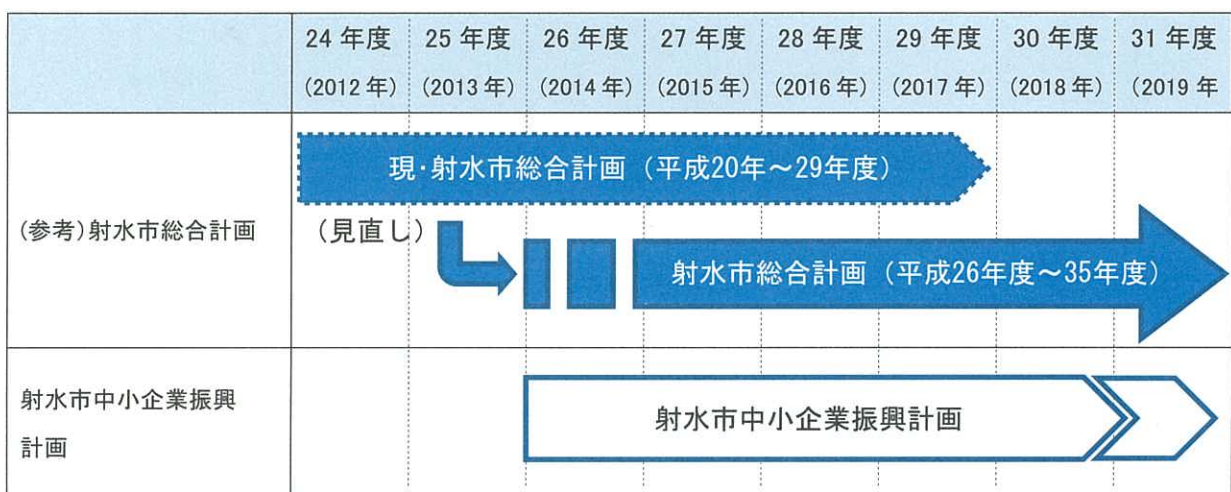 24 年度 25 年度 26 年度 27 年度 28 年度 29 年度 30 年度 31 年度
(2012 年) (2013 年) (2014 年) (2015 年) (2016 年) (2017 年) (2018 年) (2019 年
現・射水市総合計画（平成20年～29年度）
(参考)射水市総合計画
（見直し）
射水市総合計画（平成26年度～35年度）
射水市中小企業振興
計画
射水市中小企業振興計画